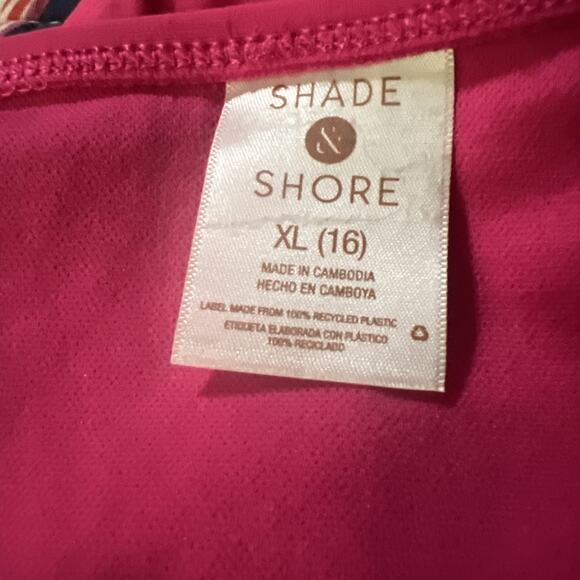 SHADE
&
SHORE
XL (16)
MADE IN CAMBODIA
HECHO EN CAMBOYA
LABEL MADE FROM 100% RECYCLED PLASTIC
ETIQUETA ELABORADA CON PLÁSTICO
100% RECICLADO